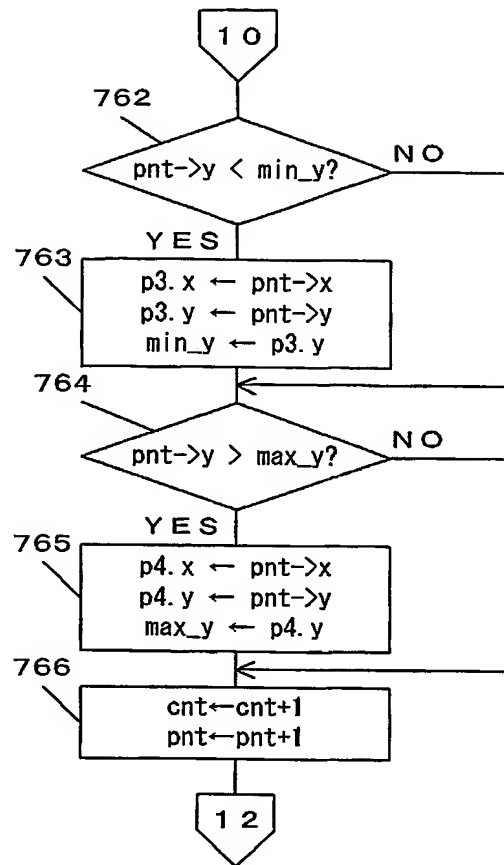 10
762
pnt->y < min_y?
NO
YES
763
p3.x ← pnt->x
p3.y ← pnt->y
min_y ← p3.y
764
pnt->y > max_y?
NO
YES
765
p4.x ← pnt->x
p4.y ← pnt->y
max_y ← p4.y
766
cnt←cnt+1
pnt←pnt+1
12